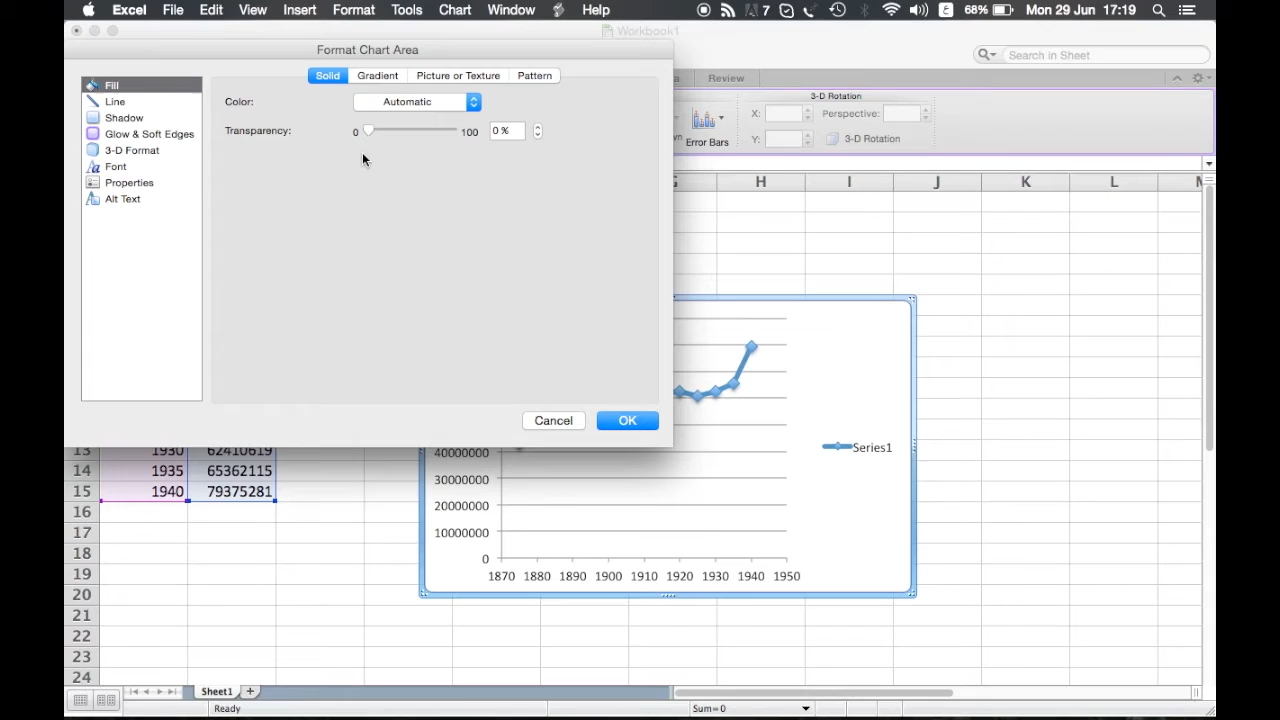 Excel File Edit View Insert Format Tools Chart Window Help 7 68% Mon 29 Jun 17:19
Workbook1
Format Chart Area
Search in Sheet
Review
Fill
Line
Shadow
Glow & Soft Edges
3-D Format
Font
Properties
Alt Text
Solid Gradient Picture or Texture Pattern
Color: Automatic
Transparency: 0 100 0 %
Cancel OK
Error Bars
3-D Rotation
X: Perspective:
Y: 3-D Rotation
H I J K L
13 1930 62410619
14 1935 65362115
15 1940 79375281
16
17
18
19
20
21
22
23
24
40000000
30000000
20000000
10000000
0
1870 1880 1890 1900 1910 1920 1930 1940 1950
Series1
Sheet1
Ready Sum=0